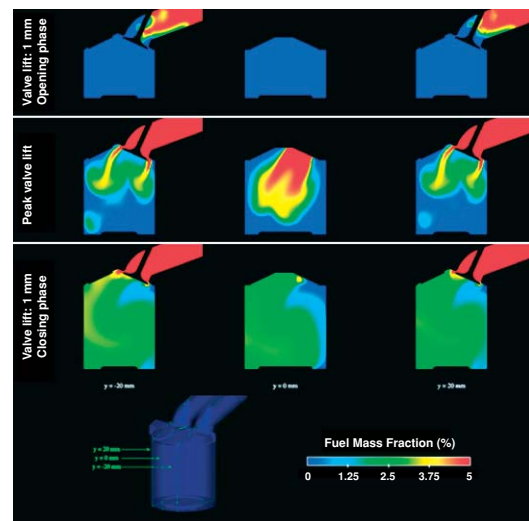 Valve lift: 1 mm
Opening phase
Peak valve lift
Valve lift: 1 mm
Closing phase
y = -20 mm
y = 0 mm
y = 20 mm
y = 20 mm
y = 0 mm
y = -20 mm
Fuel Mass Fraction (%)
0 1.25 2.5 3.75 5